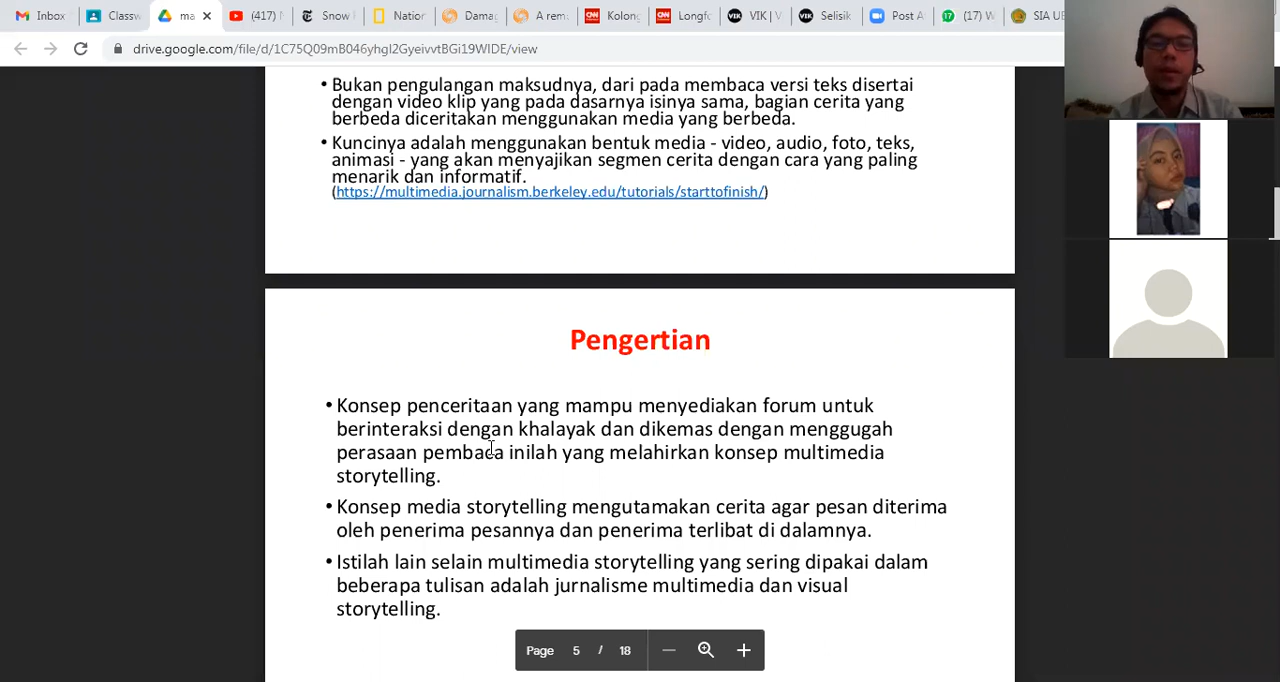 Inbox
Classw
ma
(417)
Snow
Nation
Damag
A rem
Kolong
Longfo
VIK | V
Selisik
Post A
(17) W
SIA UB
drive.google.com/file/d/1C75Q09mB046yhgI2GyeivvtBGi19WIDE/view
• Bukan pengulangan maksudnya, dari pada membaca versi teks disertai
dengan video klip yang pada dasarnya isinya sama, bagian cerita yang
berbeda diceritakan menggunakan media yang berbeda.
• Kuncinya adalah menggunakan bentuk media - video, audio, foto, teks,
animasi - yang akan menyajikan segmen cerita dengan cara yang paling
menarik dan informatif.
(https://multimedia.journalism.berkeley.edu/tutorials/starttofinish/)
Pengertian
• Konsep penceritaan yang mampu menyediakan forum untuk
berinteraksi dengan khalayak dan dikemas dengan menggugah
perasaan pembaca inilah yang melahirkan konsep multimedia
storytelling.
• Konsep media storytelling mengutamakan cerita agar pesan diterima
oleh penerima pesannya dan penerima terlibat di dalamnya.
• Istilah lain selain multimedia storytelling yang sering dipakai dalam
beberapa tulisan adalah jurnalisme multimedia dan visual
storytelling.
Page 5 / 18